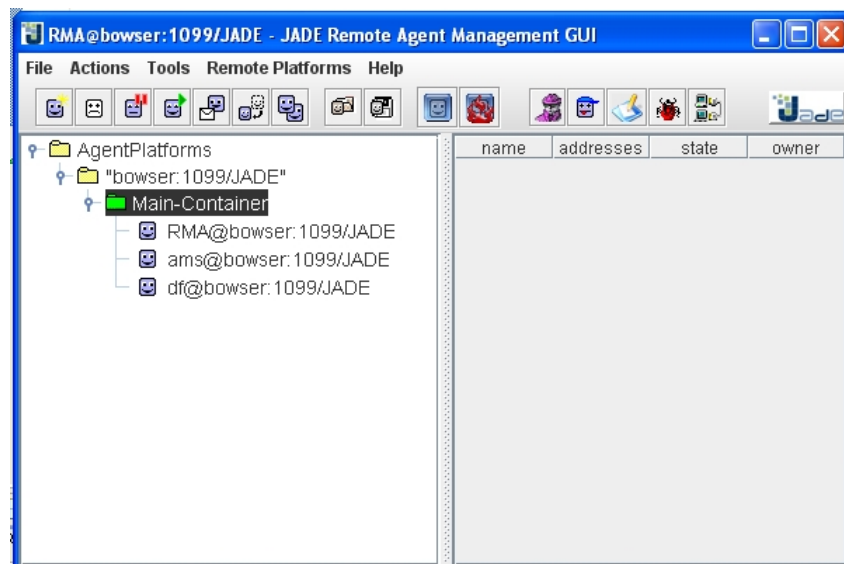 RMA@bowser:1099/JADE - JADE Remote Agent Management GUI
File Actions Tools Remote Platforms Help
Jade
AgentPlatforms
"bowser:1099/JADE"
Main-Container
RMA@bowser:1099/JADE
ams@bowser:1099/JADE
df@bowser:1099/JADE
name addresses state owner